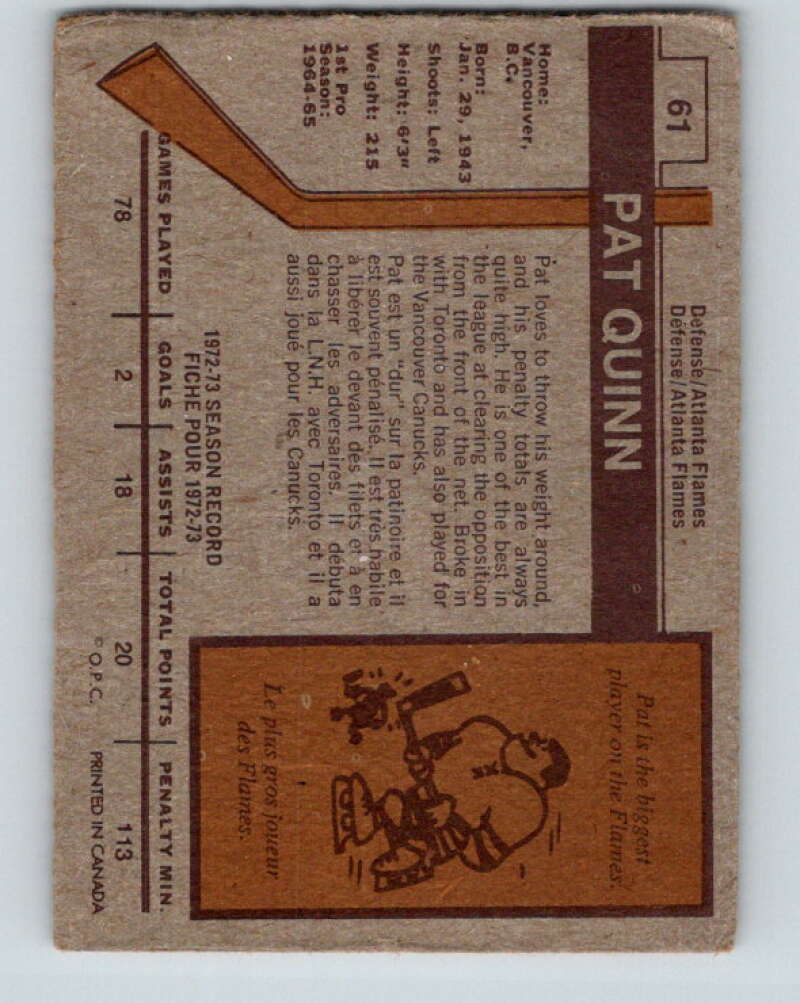 61
PAT QUINN
Defense/Atlanta Flames
Défense/Atlanta Flames
Home:
Vancouver,
B.C.
Born:
Jan. 29, 1943
Shoots: Left
Height: 6'3"
Weight: 215
1st Pro
Season:
1964-65
Pat loves to throw his weight around,
and his penalty totals are always
quite high. He is one of the best in
the league at clearing the opposition
from the front of the net. Broke in
with Toronto and has also played for
the Vancouver Canucks.
Pat est un "dur" sur la patinoire et il
est souvent pénalisé. Il est très habile
à libérer le devant des filets et à en
chasser les adversaires. Il débuta
dans la L.N.H. avec Toronto et il a
aussi joué pour les Canucks.
Pat is the biggest
player on the Flames.
Le plus gros joueur
des Flames.
1972-73 SEASON RECORD
FICHE POUR 1972-73
GAMES PLAYED GOALS ASSISTS TOTAL POINTS PENALTY MIN.
78 2 18 20 113
© O.P.C. PRINTED IN CANADA